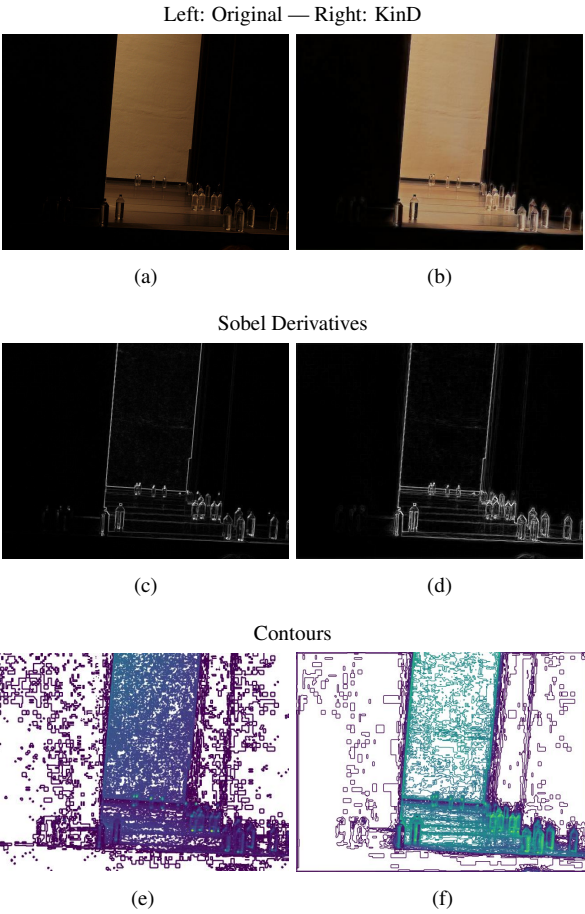 Left: Original — Right: KinD
(a) (b)
Sobel Derivatives
(c) (d)
Contours
(e) (f)